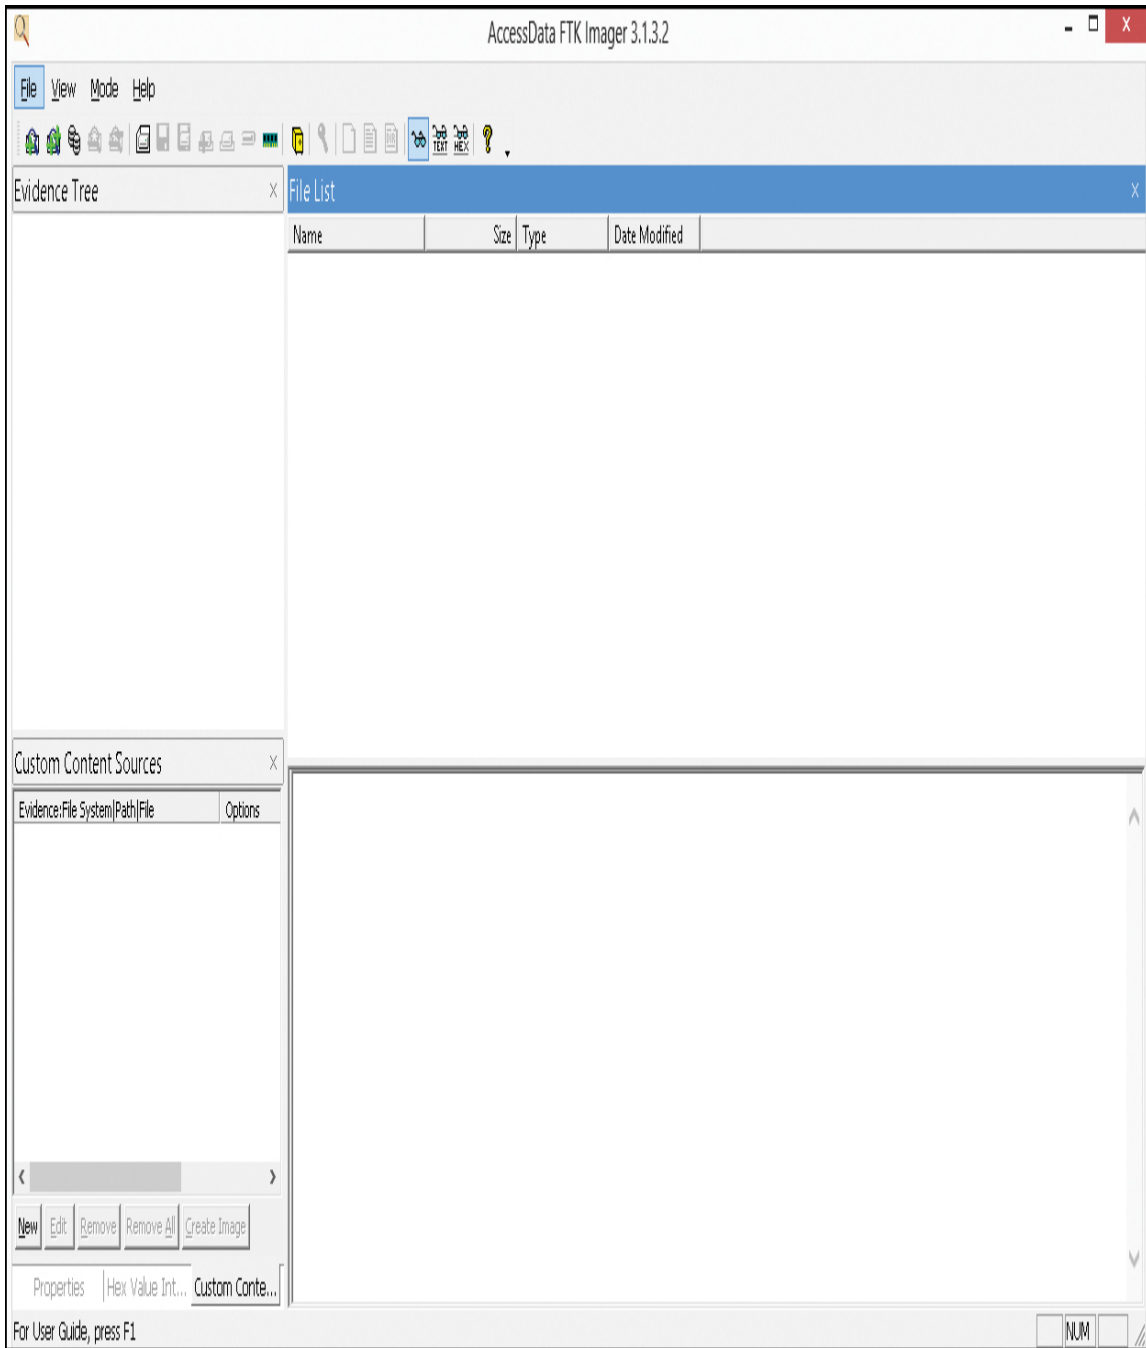 AccessData FTK Imager 3.1.3.2
File View Mode Help
TEXT HEX
Evidence Tree
File List
Name Size Type Date Modified
Custom Content Sources
Evidence:File System|Path|File Options
New Edit Remove Remove All Create Image
Properties Hex Value Int... Custom Conte...
For User Guide, press F1
NUM